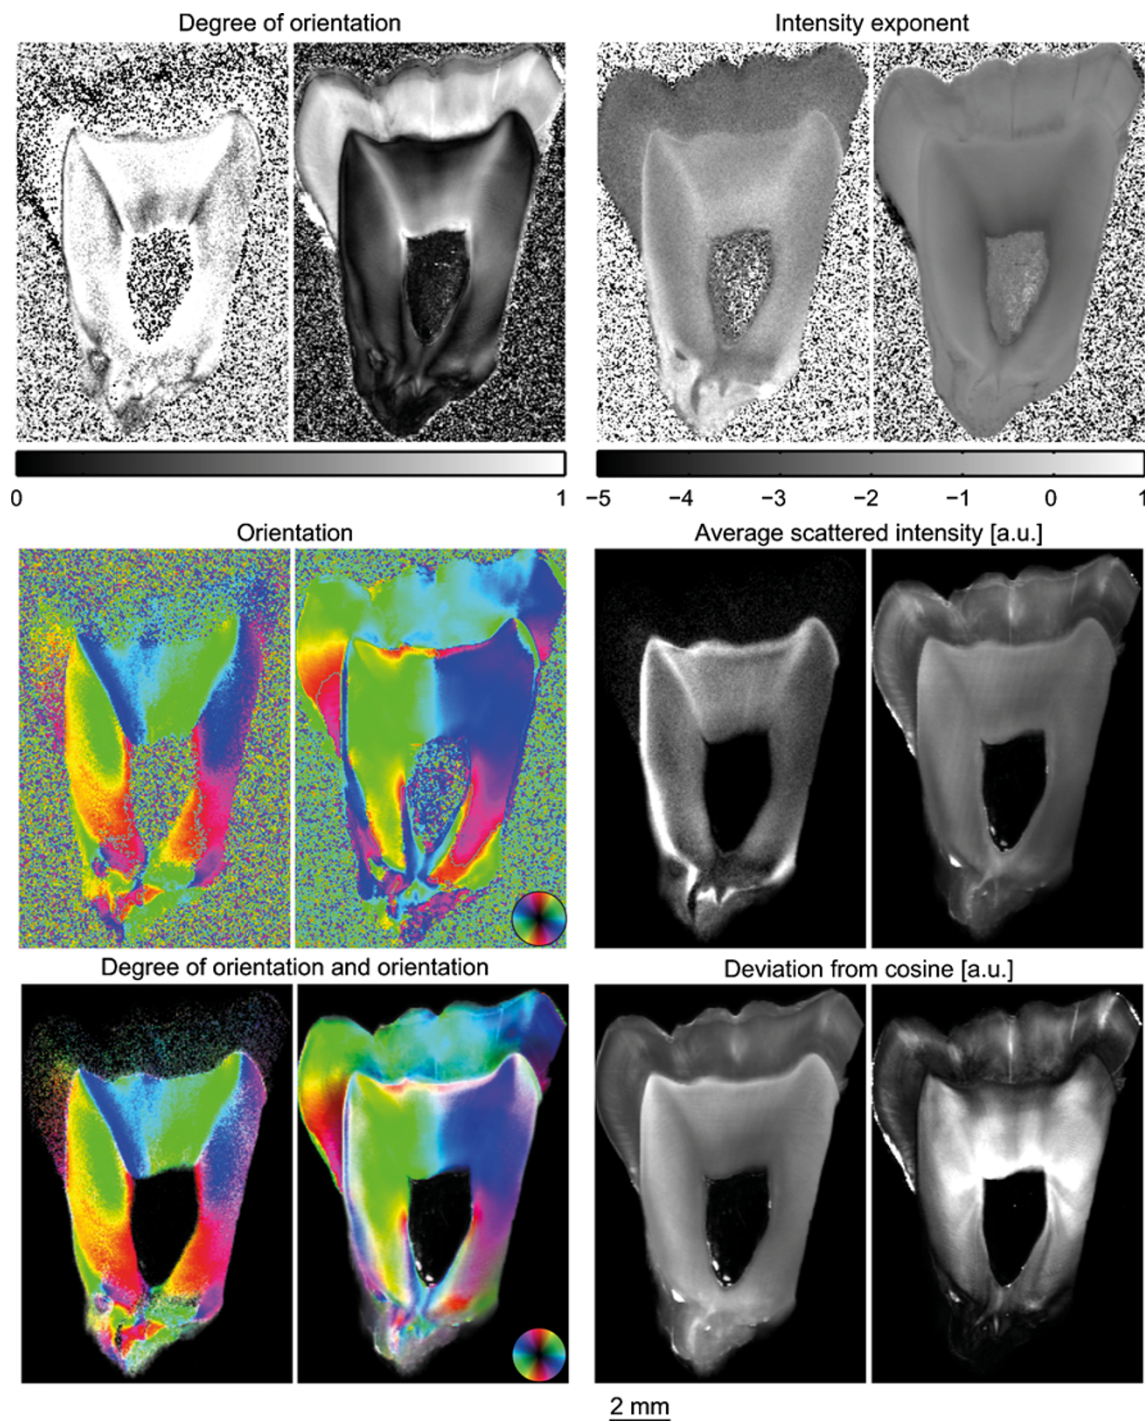 Degree of orientation
Intensity exponent
0 1
−5 −4 −3 −2 −1 0 1
Orientation
Average scattered intensity [a.u.]
Degree of orientation and orientation
Deviation from cosine [a.u.]
2 mm